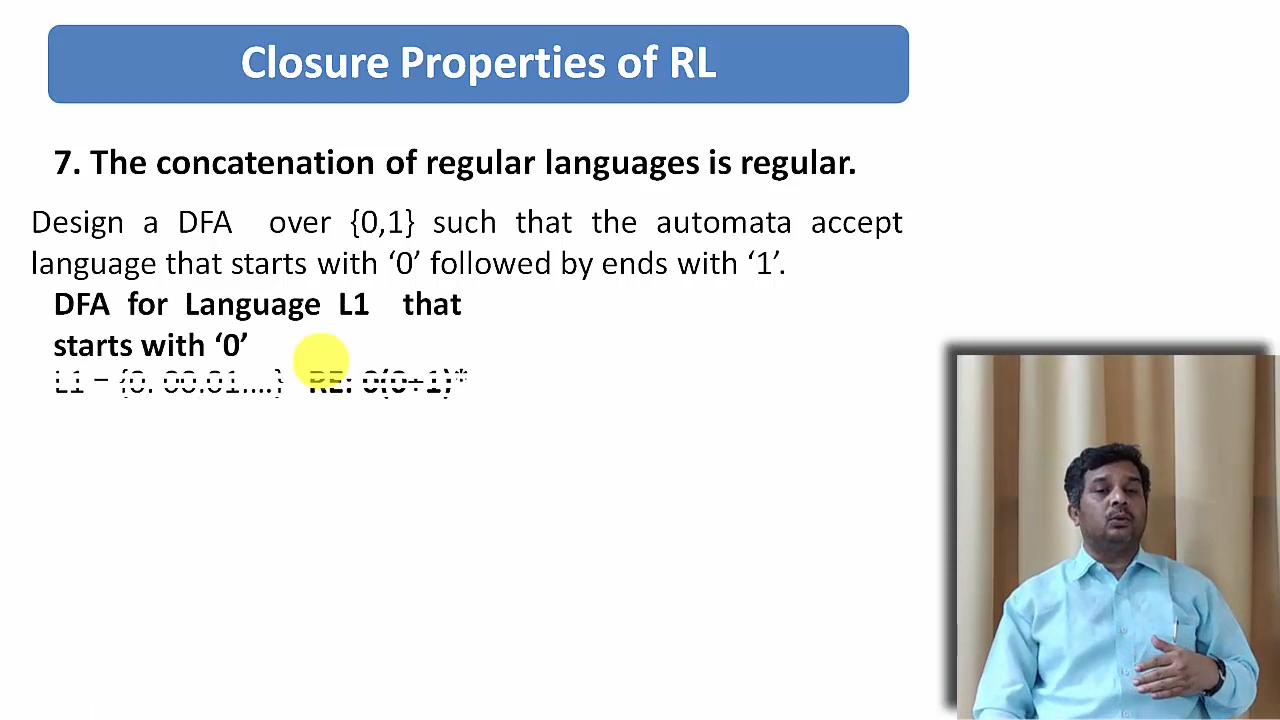 Closure Properties of RL
7. The concatenation of regular languages is regular.
Design a DFA over {0,1} such that the automata accept
language that starts with ‘0’ followed by ends with ‘1’.
DFA for Language L1 that
starts with ‘0’
L1 = {0, 00,01....} RE: 0(0+1)*